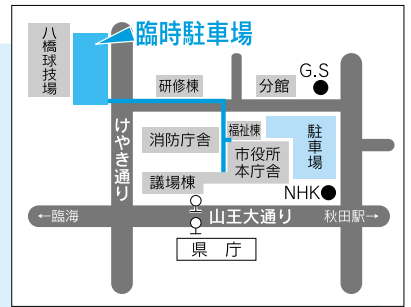 八橋球技場
臨時駐車場
研修棟
分館
G.S
けやき通り
消防庁舎
福祉棟
市役所
本庁舎
駐車場
議場棟
NHK
←臨海
山王大通り
秋田駅→
県 庁